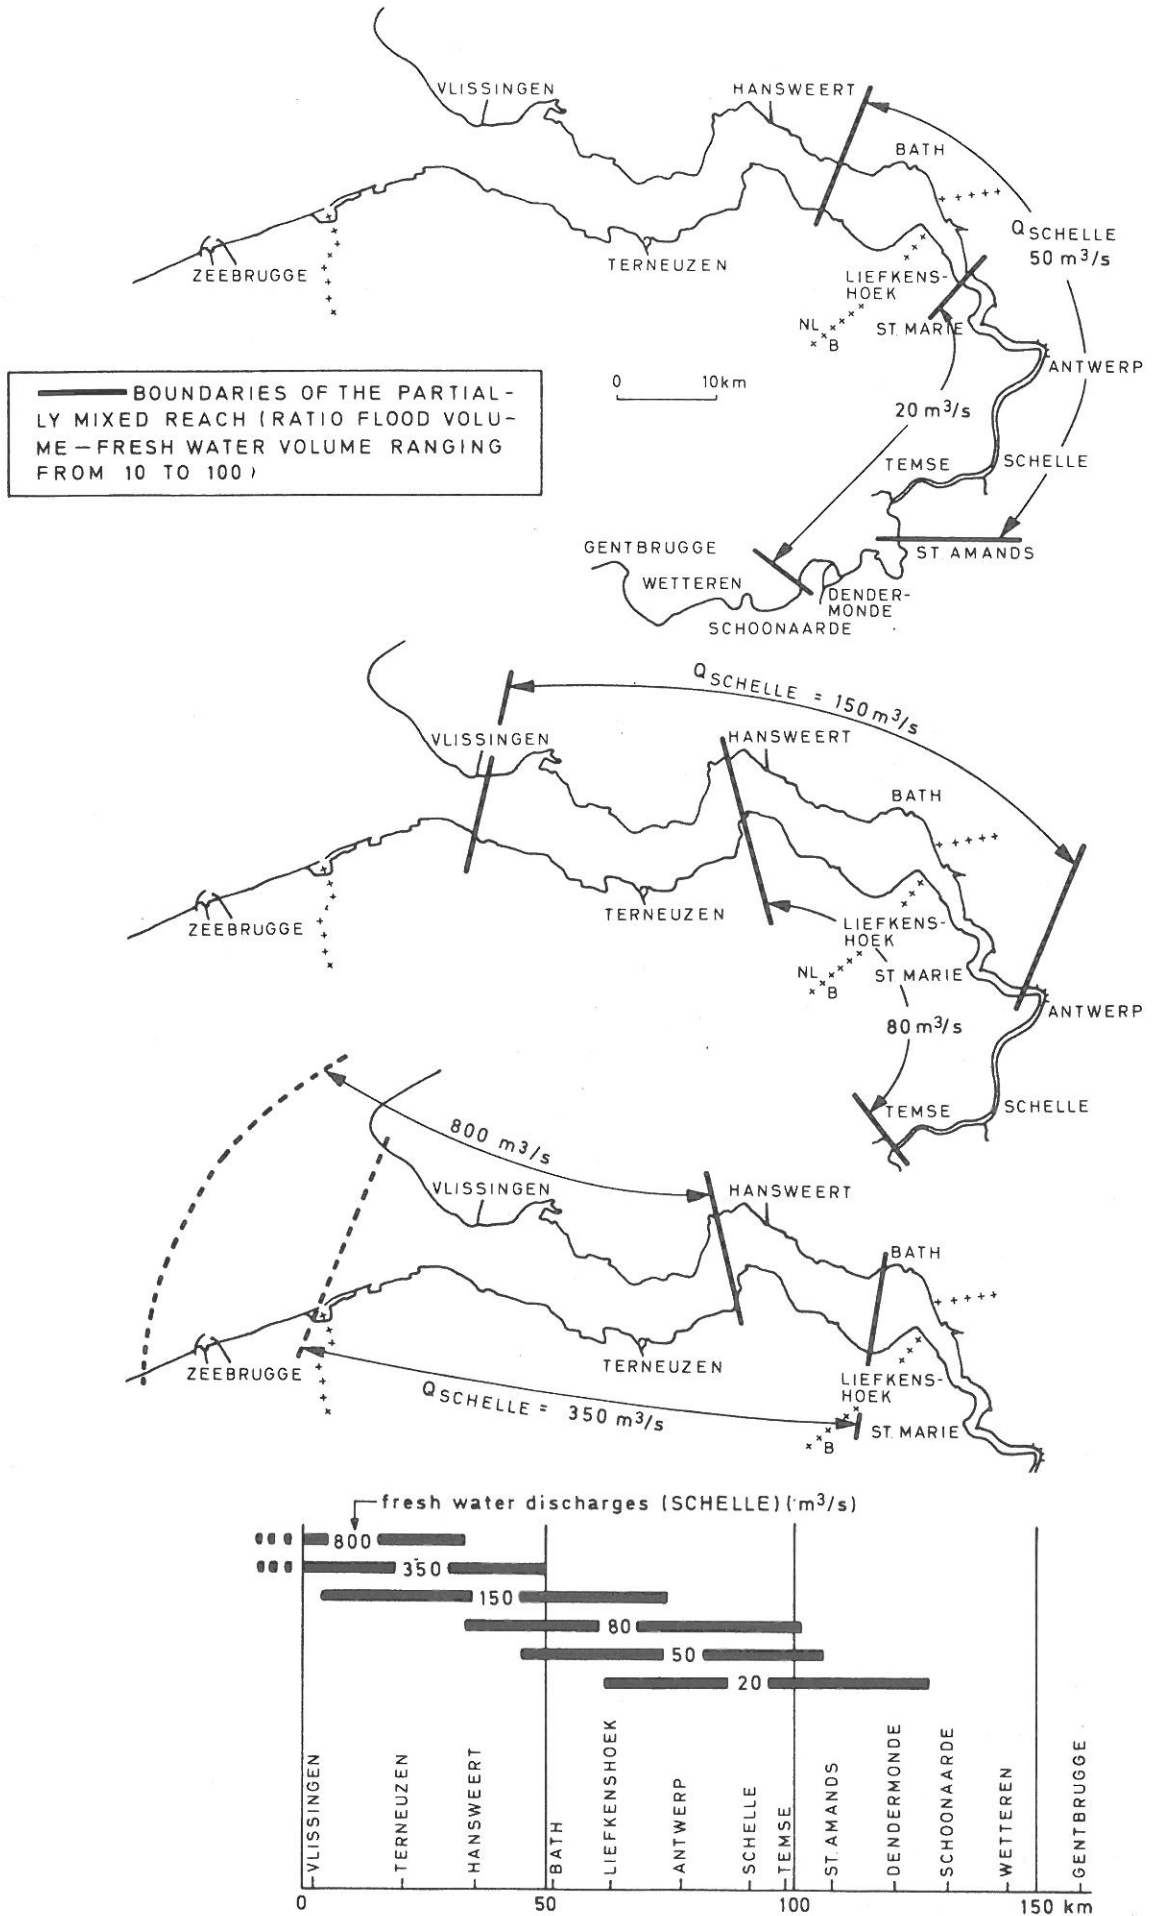 VLISSINGEN
HANSWEERT
BATH
QSCHELLE
50 m³/s
ZEEBRUGGE
TERNEUZEN
LIEFKENS-
HOEK
NL
B
ST. MARIE
ANTWERP
BOUNDARIES OF THE PARTIAL-
LY MIXED REACH (RATIO FLOOD VOLU-
ME — FRESH WATER VOLUME RANGING
FROM 10 TO 100)
0 10km
20 m³/s
TEMSE
SCHELLE
GENTBRUGGE
ST. AMANDS
WETTEREN
DENDER-
MONDE
SCHOONAARDE
QSCHELLE = 150 m³/s
VLISSINGEN
HANSWEERT
BATH
ZEEBRUGGE
TERNEUZEN
LIEFKENS-
HOEK
NL
B
ST MARIE
ANTWERP
80 m³/s
TEMSE
SCHELLE
800 m³/s
VLISSINGEN
HANSWEERT
BATH
ZEEBRUGGE
TERNEUZEN
LIEFKENS-
HOEK
QSCHELLE = 350 m³/s
B
ST. MARIE
fresh water discharges (SCHELLE) (m³/s)
800
350
150
80
50
20
VLISSINGEN
TERNEUZEN
HANSWEERT
BATH
LIEFKENSHOEK
ANTWERP
SCHELLE
TEMSE
ST. AMANDS
DENDERMONDE
SCHOONAARDE
WETTEREN
GENTBRUGGE
0 50 100 150 km